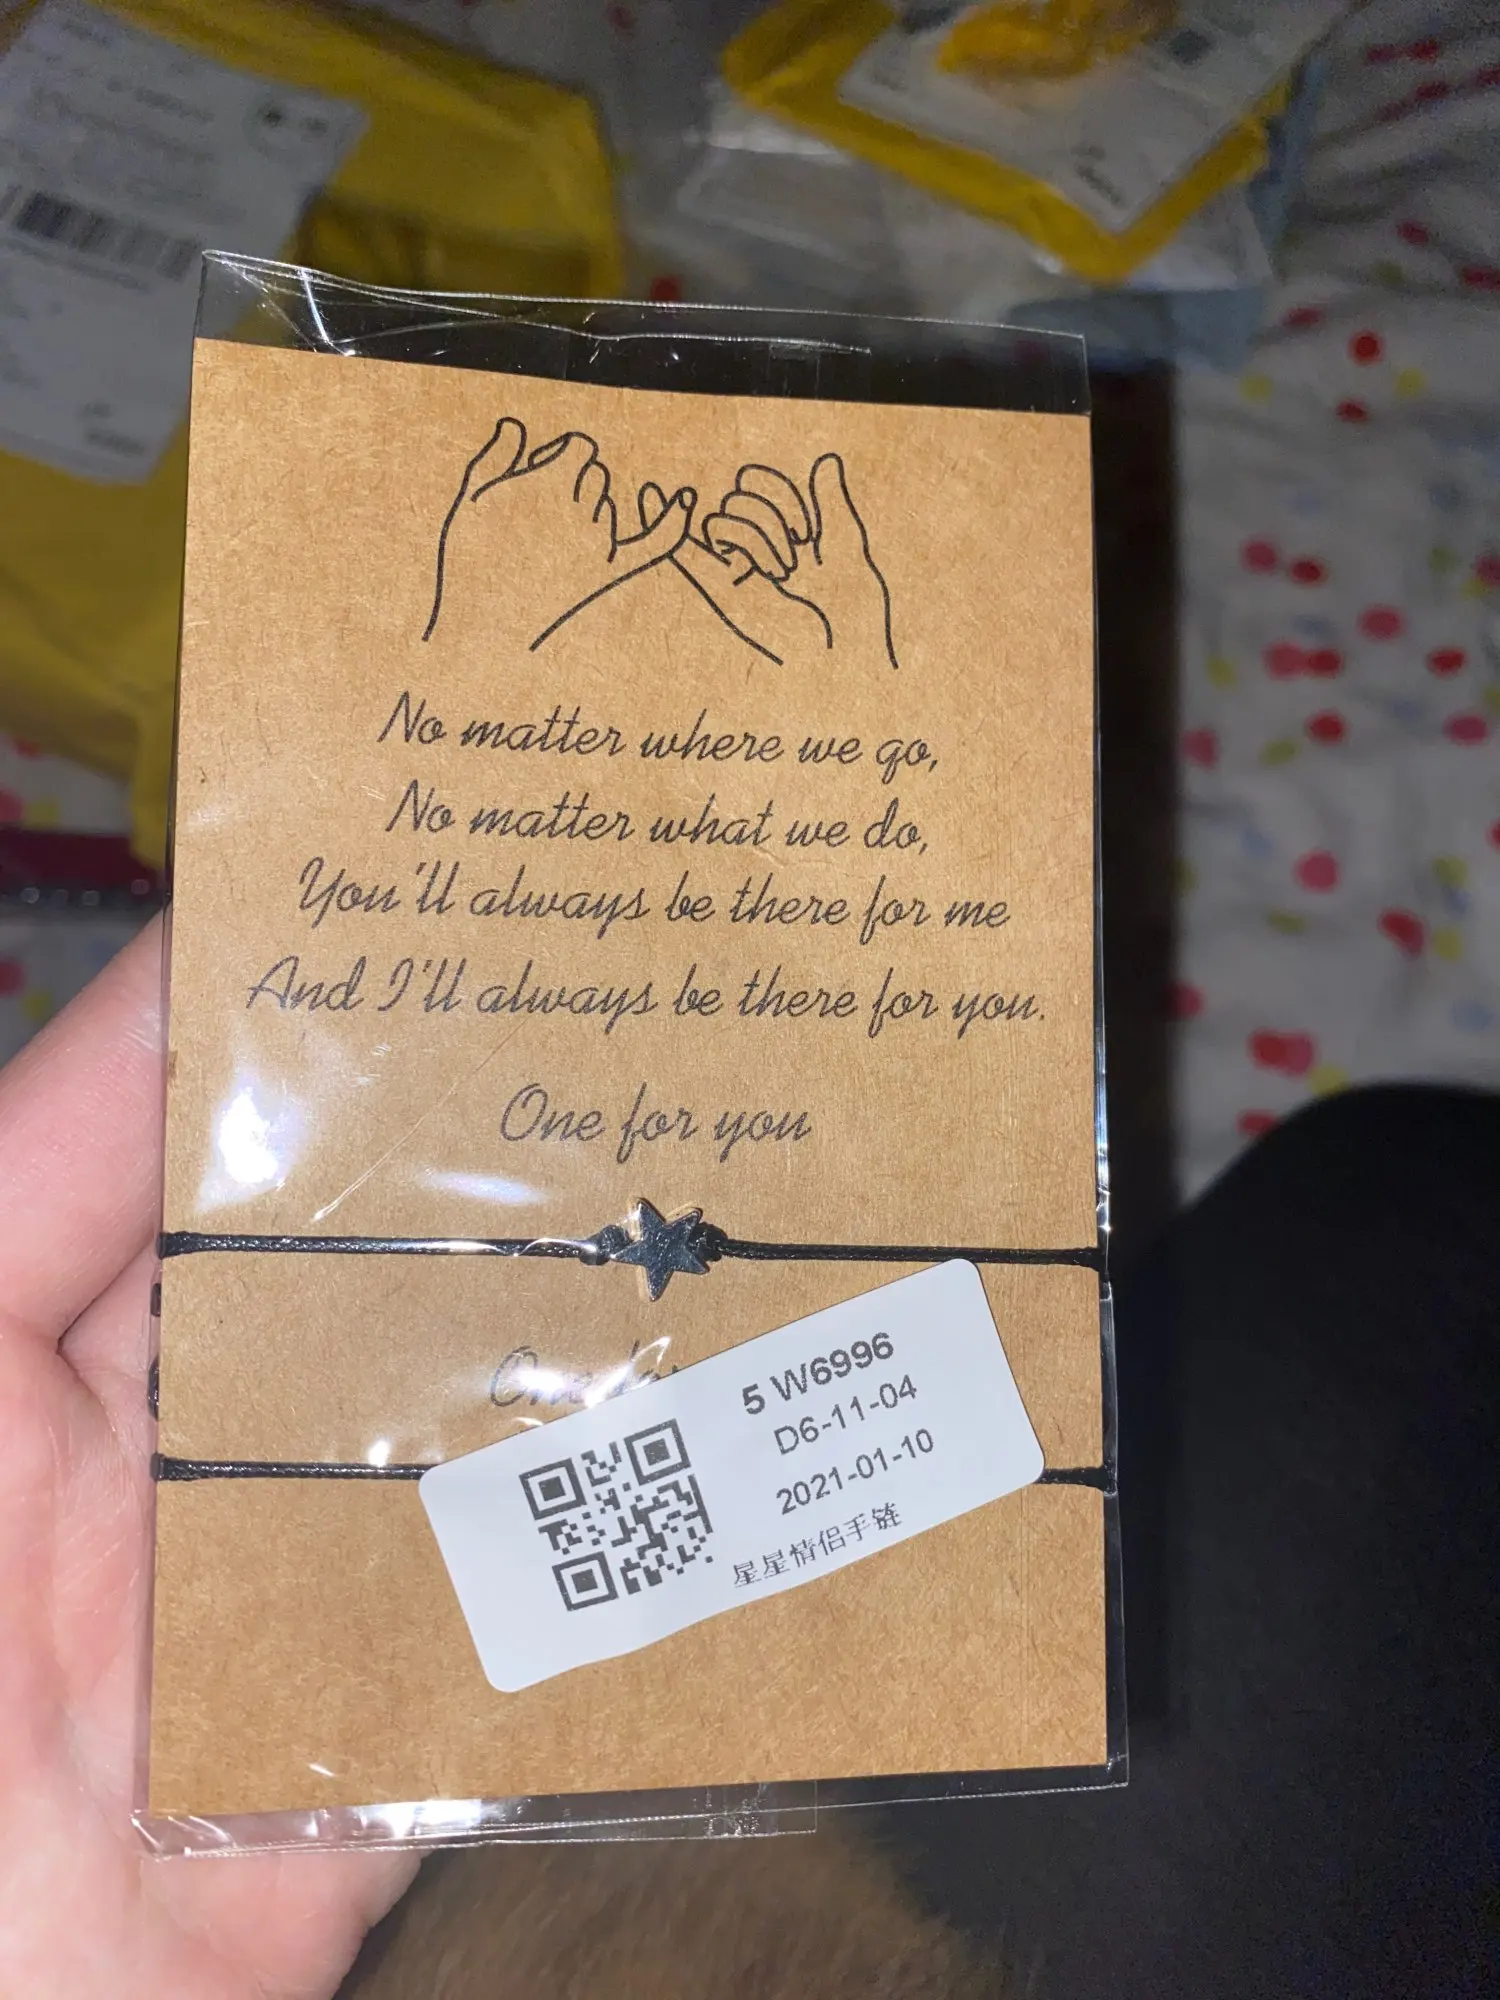 No matter where we go,
No matter what we do,
You'll always be there for me
And I'll always be there for you.
One for you
One for
5 W6996
D6-11-04
2021-01-10
星星情侣手链